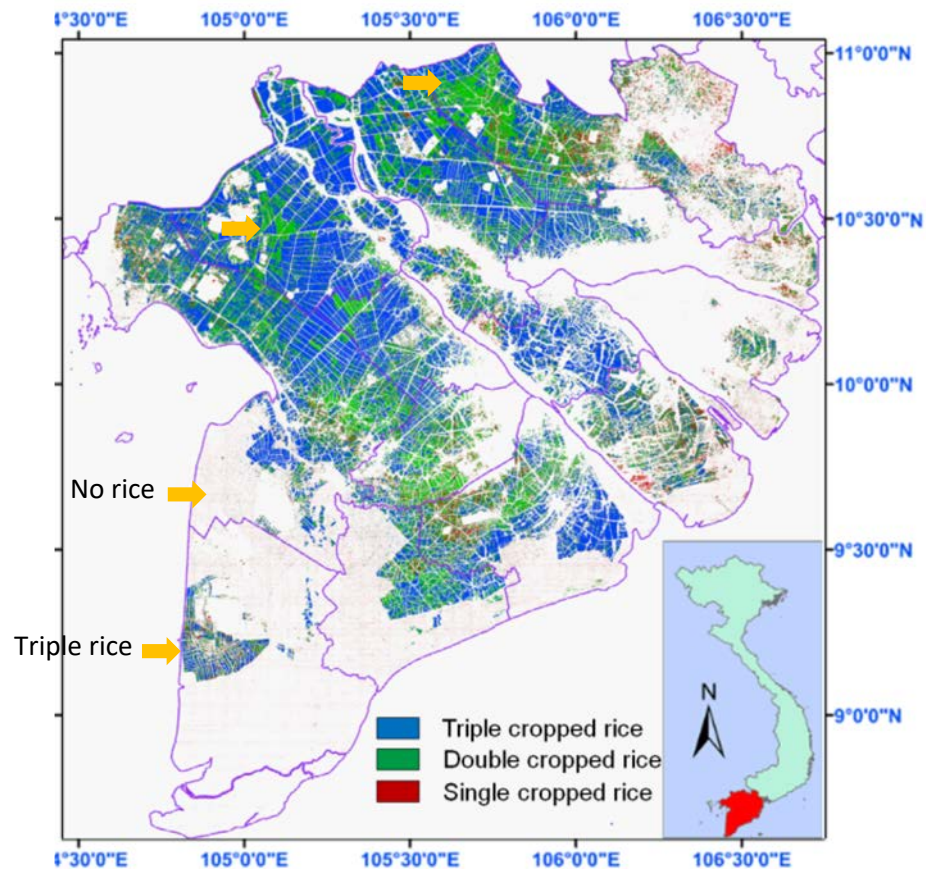 4°30'0"E 105°0'0"E 105°30'0"E 106°0'0"E 106°30'0"E
11°0'0"N
10°30'0"N
10°0'0"N
No rice
9°30'0"N
Triple rice
N
9°0'0"N
Triple cropped rice
Double cropped rice
Single cropped rice
4°30'0"E 105°0'0"E 105°30'0"E 106°0'0"E 106°30'0"E